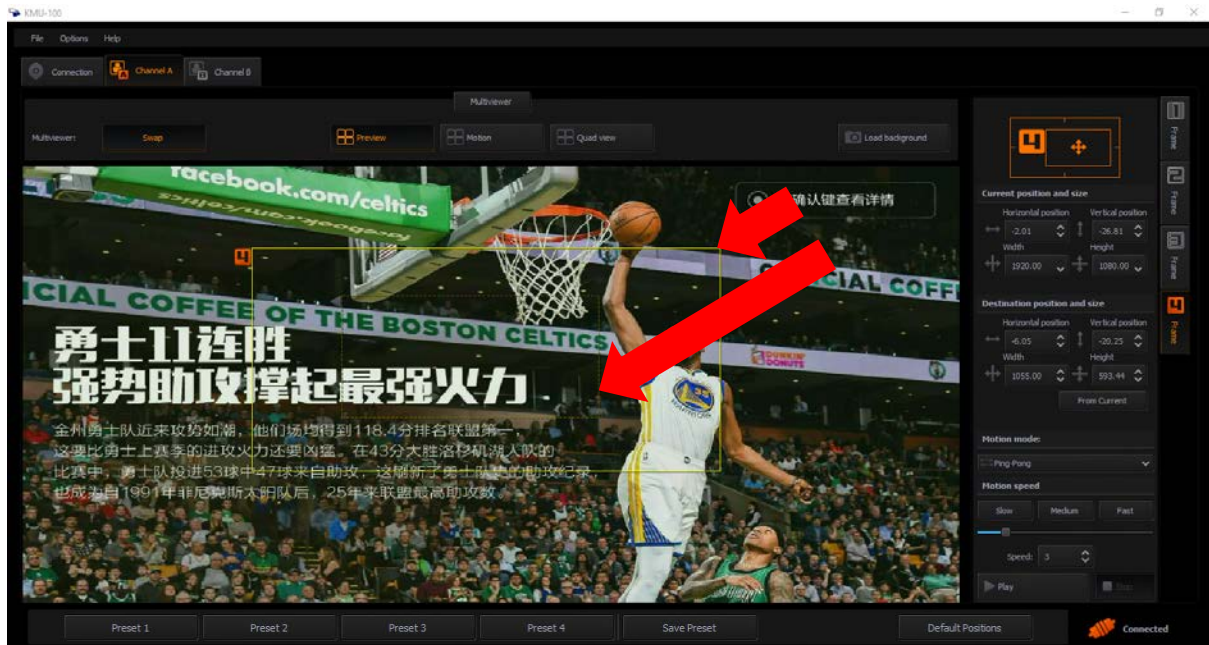 KMU-100
File Options Help
Connection Channel A Channel B
Multiviewer
Multiviewer: Swap Preview Motion Quad view Load background
facebook.com/celtics
确认键查看详情
4
CIAL COFFEE OF THE BOSTON CELTICS
CIAL COFFE
DUNKIN'
DONUTS
勇士11连胜
强势助攻撑起最强火力
金州勇士队近来攻势如潮，他们场均得到118.4分排名联盟第一，
这要比勇士上赛季的进攻火力还要凶猛。在43分大胜洛杉矶湖人队的
比赛中，勇士队投进53球中47球来自助攻，这刷新了勇士队史的助攻纪录，
也成为自1991年菲尼克斯太阳队后，25年来联盟最高助攻数
35
4
Current position and size
Horizontal position Vertical position
-2.01 -26.81
Width Height
1920.00 1080.00
Destination position and size
Horizontal position Vertical position
-6.05 -20.25
Width Height
1055.00 593.44
From Current
Motion mode:
Ping-Pong
Motion speed
Slow Medium Fast
Speed: 3
Play Stop
1 Frame
2 Frame
3 Frame
4 Frame
Preset 1 Preset 2 Preset 3 Preset 4 Save Preset Default Positions Connected